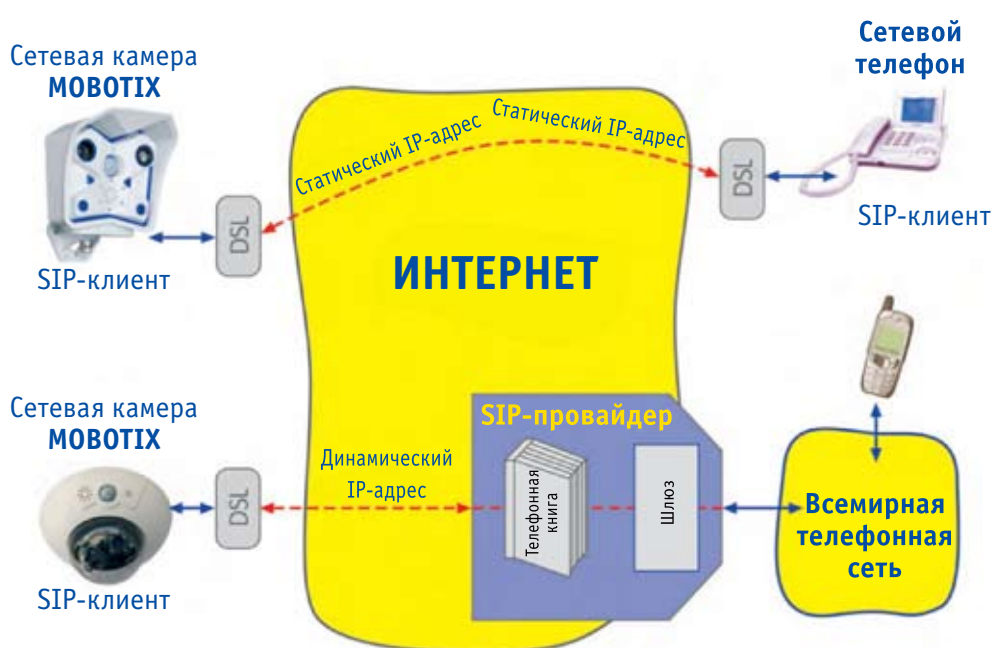 Сетевая камера
MOBOTIX
Сетевой
телефон
Статический IP-адрес
Статический IP-адрес
DSL
DSL
SIP-клиент
SIP-клиент
ИНТЕРНЕТ
Сетевая камера
MOBOTIX
SIP-провайдер
Динамический
IP-адрес
DSL
Телефонная
книга
Шлюз
Всемирная
телефонная
сеть
SIP-клиент